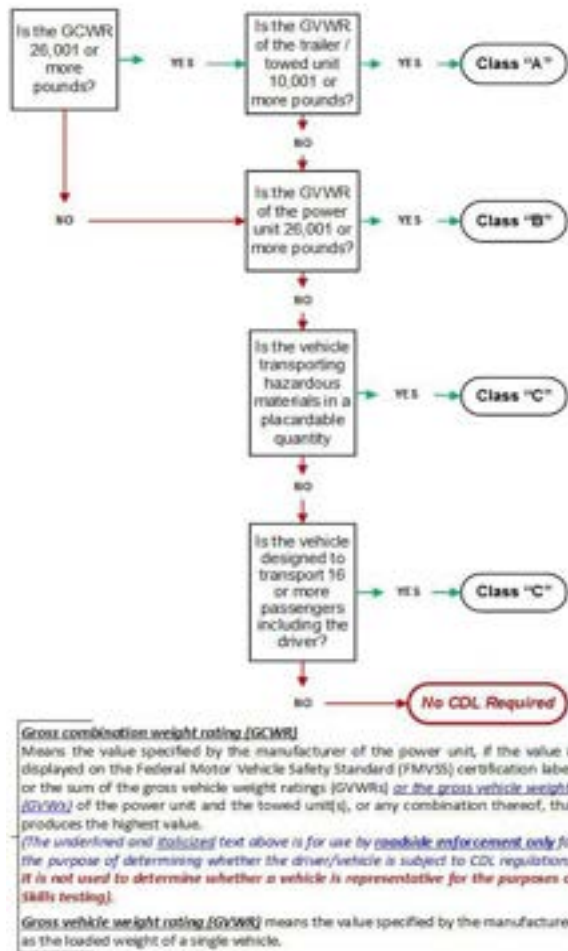 Is the GCWR
26,001 or
more
pounds?
YES
Is the GVWR
of the trailer /
towed unit
10,001 or
more pounds?
YES
Class "A"
NO
NO
Is the GVWR
of the power
unit 26,001 or
more pounds?
YES
Class "B"
NO
Is the vehicle
transporting
hazardous
materials in a
placardable
quantity
YES
Class "C"
NO
Is the vehicle
designed to
transport 16
or more
passengers
including the
driver?
YES
Class "C"
NO
No CDL Required
Gross combination weight rating (GCWR)
Means the value specified by the manufacturer of the power unit, if the value i
displayed on the Federal Motor Vehicle Safety Standard (FMVSS) certification labe
or the sum of the gross vehicle weight ratings (GVWRs) or the gross vehicle weight
(GVWs) of the power unit and the towed unit(s), or any combination thereof, tha
produces the highest value.
(The underlined and italicized text above is for use by roadside enforcement only fo
the purpose of determining whether the driver/vehicle is subject to CDL regulation
It is not used to determine whether a vehicle is representative for the purposes o
Skills testing).
Gross vehicle weight rating (GVWR) means the value specified by the manufacture
as the loaded weight of a single vehicle.